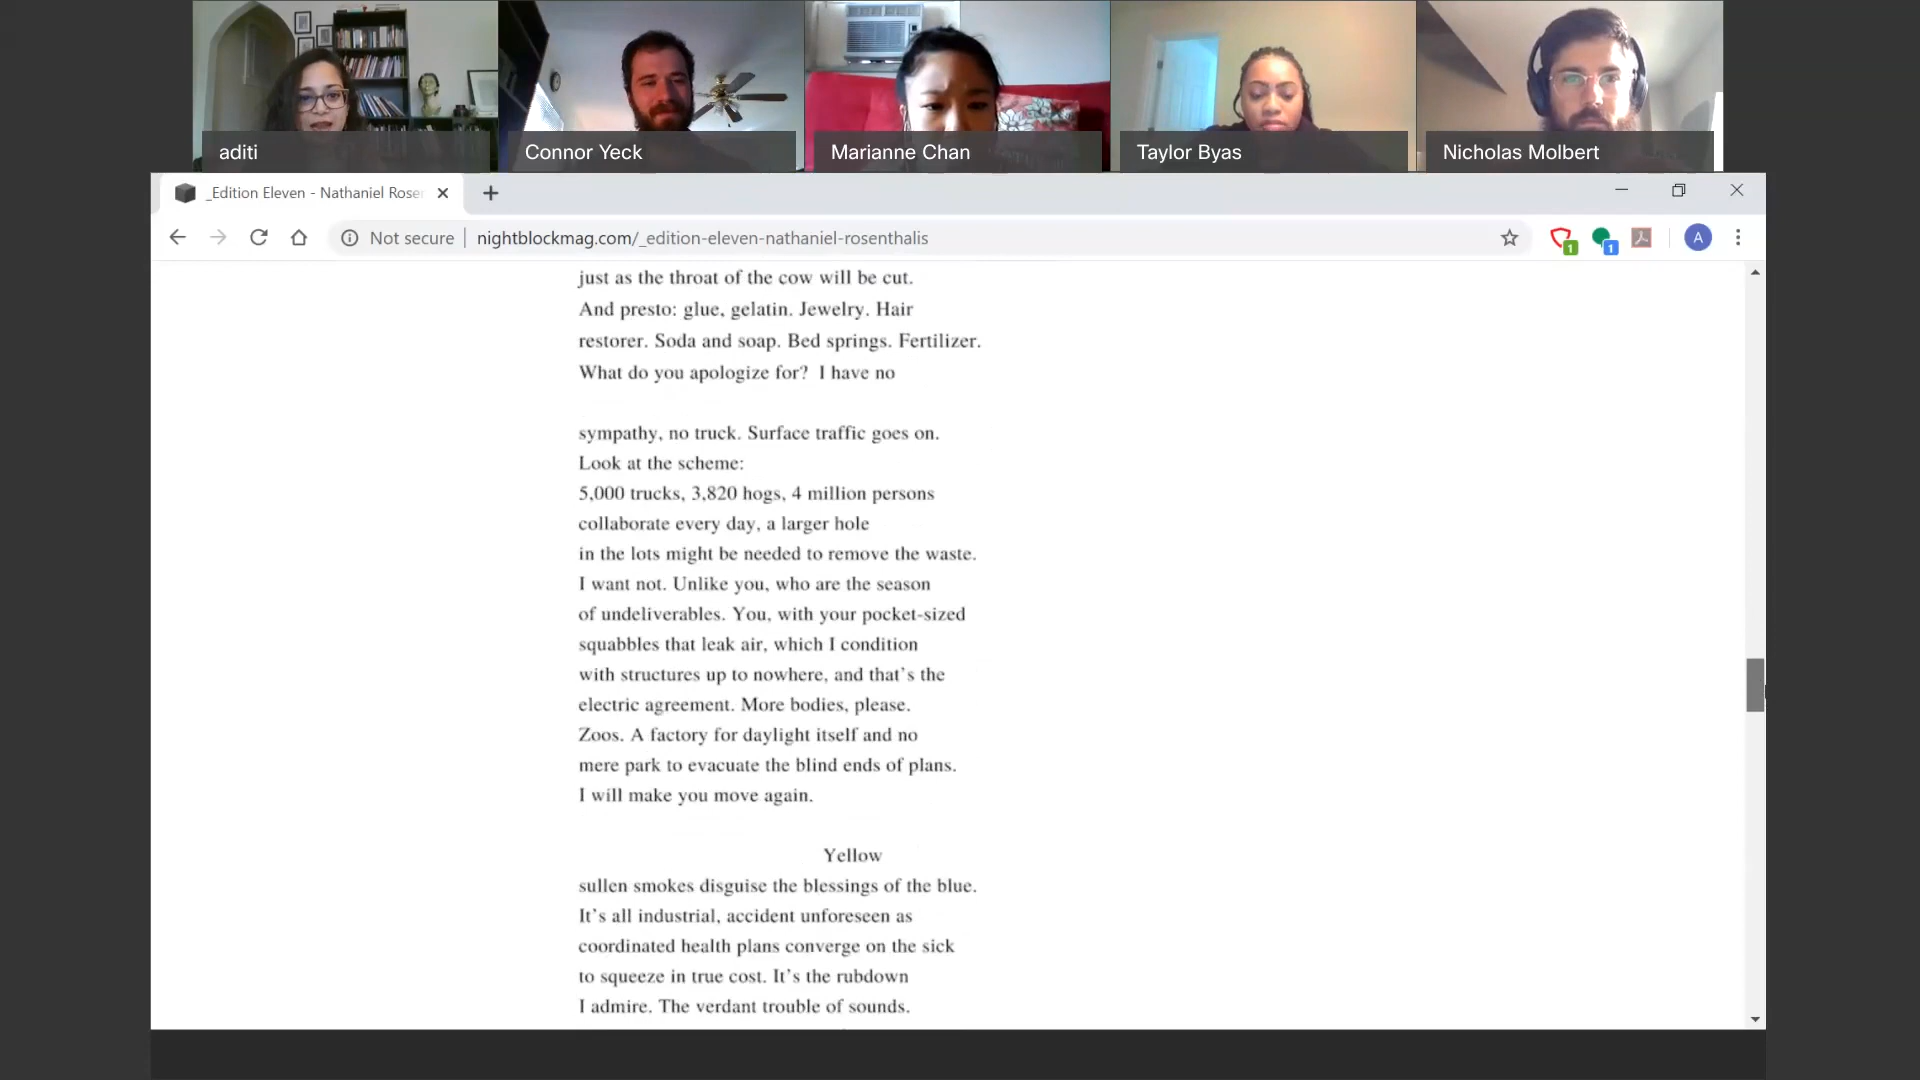 aditi
Connor Yeck
Marianne Chan
Taylor Byas
Nicholas Molbert
_Edition Eleven - Nathaniel Rosen
Not secure | nightblockmag.com/_edition-eleven-nathaniel-rosenthalis
1
1
A
just as the throat of the cow will be cut.
And presto: glue, gelatin. Jewelry. Hair
restorer. Soda and soap. Bed springs. Fertilizer.
What do you apologize for?  I have no
sympathy, no truck. Surface traffic goes on.
Look at the scheme:
5,000 trucks, 3,820 hogs, 4 million persons
collaborate every day, a larger hole
in the lots might be needed to remove the waste.
I want not. Unlike you, who are the season
of undeliverables. You, with your pocket-sized
squabbles that leak air, which I condition
with structures up to nowhere, and that's the
electric agreement. More bodies, please.
Zoos. A factory for daylight itself and no
mere park to evacuate the blind ends of plans.
I will make you move again.
Yellow
sullen smokes disguise the blessings of the blue.
It's all industrial, accident unforeseen as
coordinated health plans converge on the sick
to squeeze in true cost. It's the rubdown
I admire. The verdant trouble of sounds.